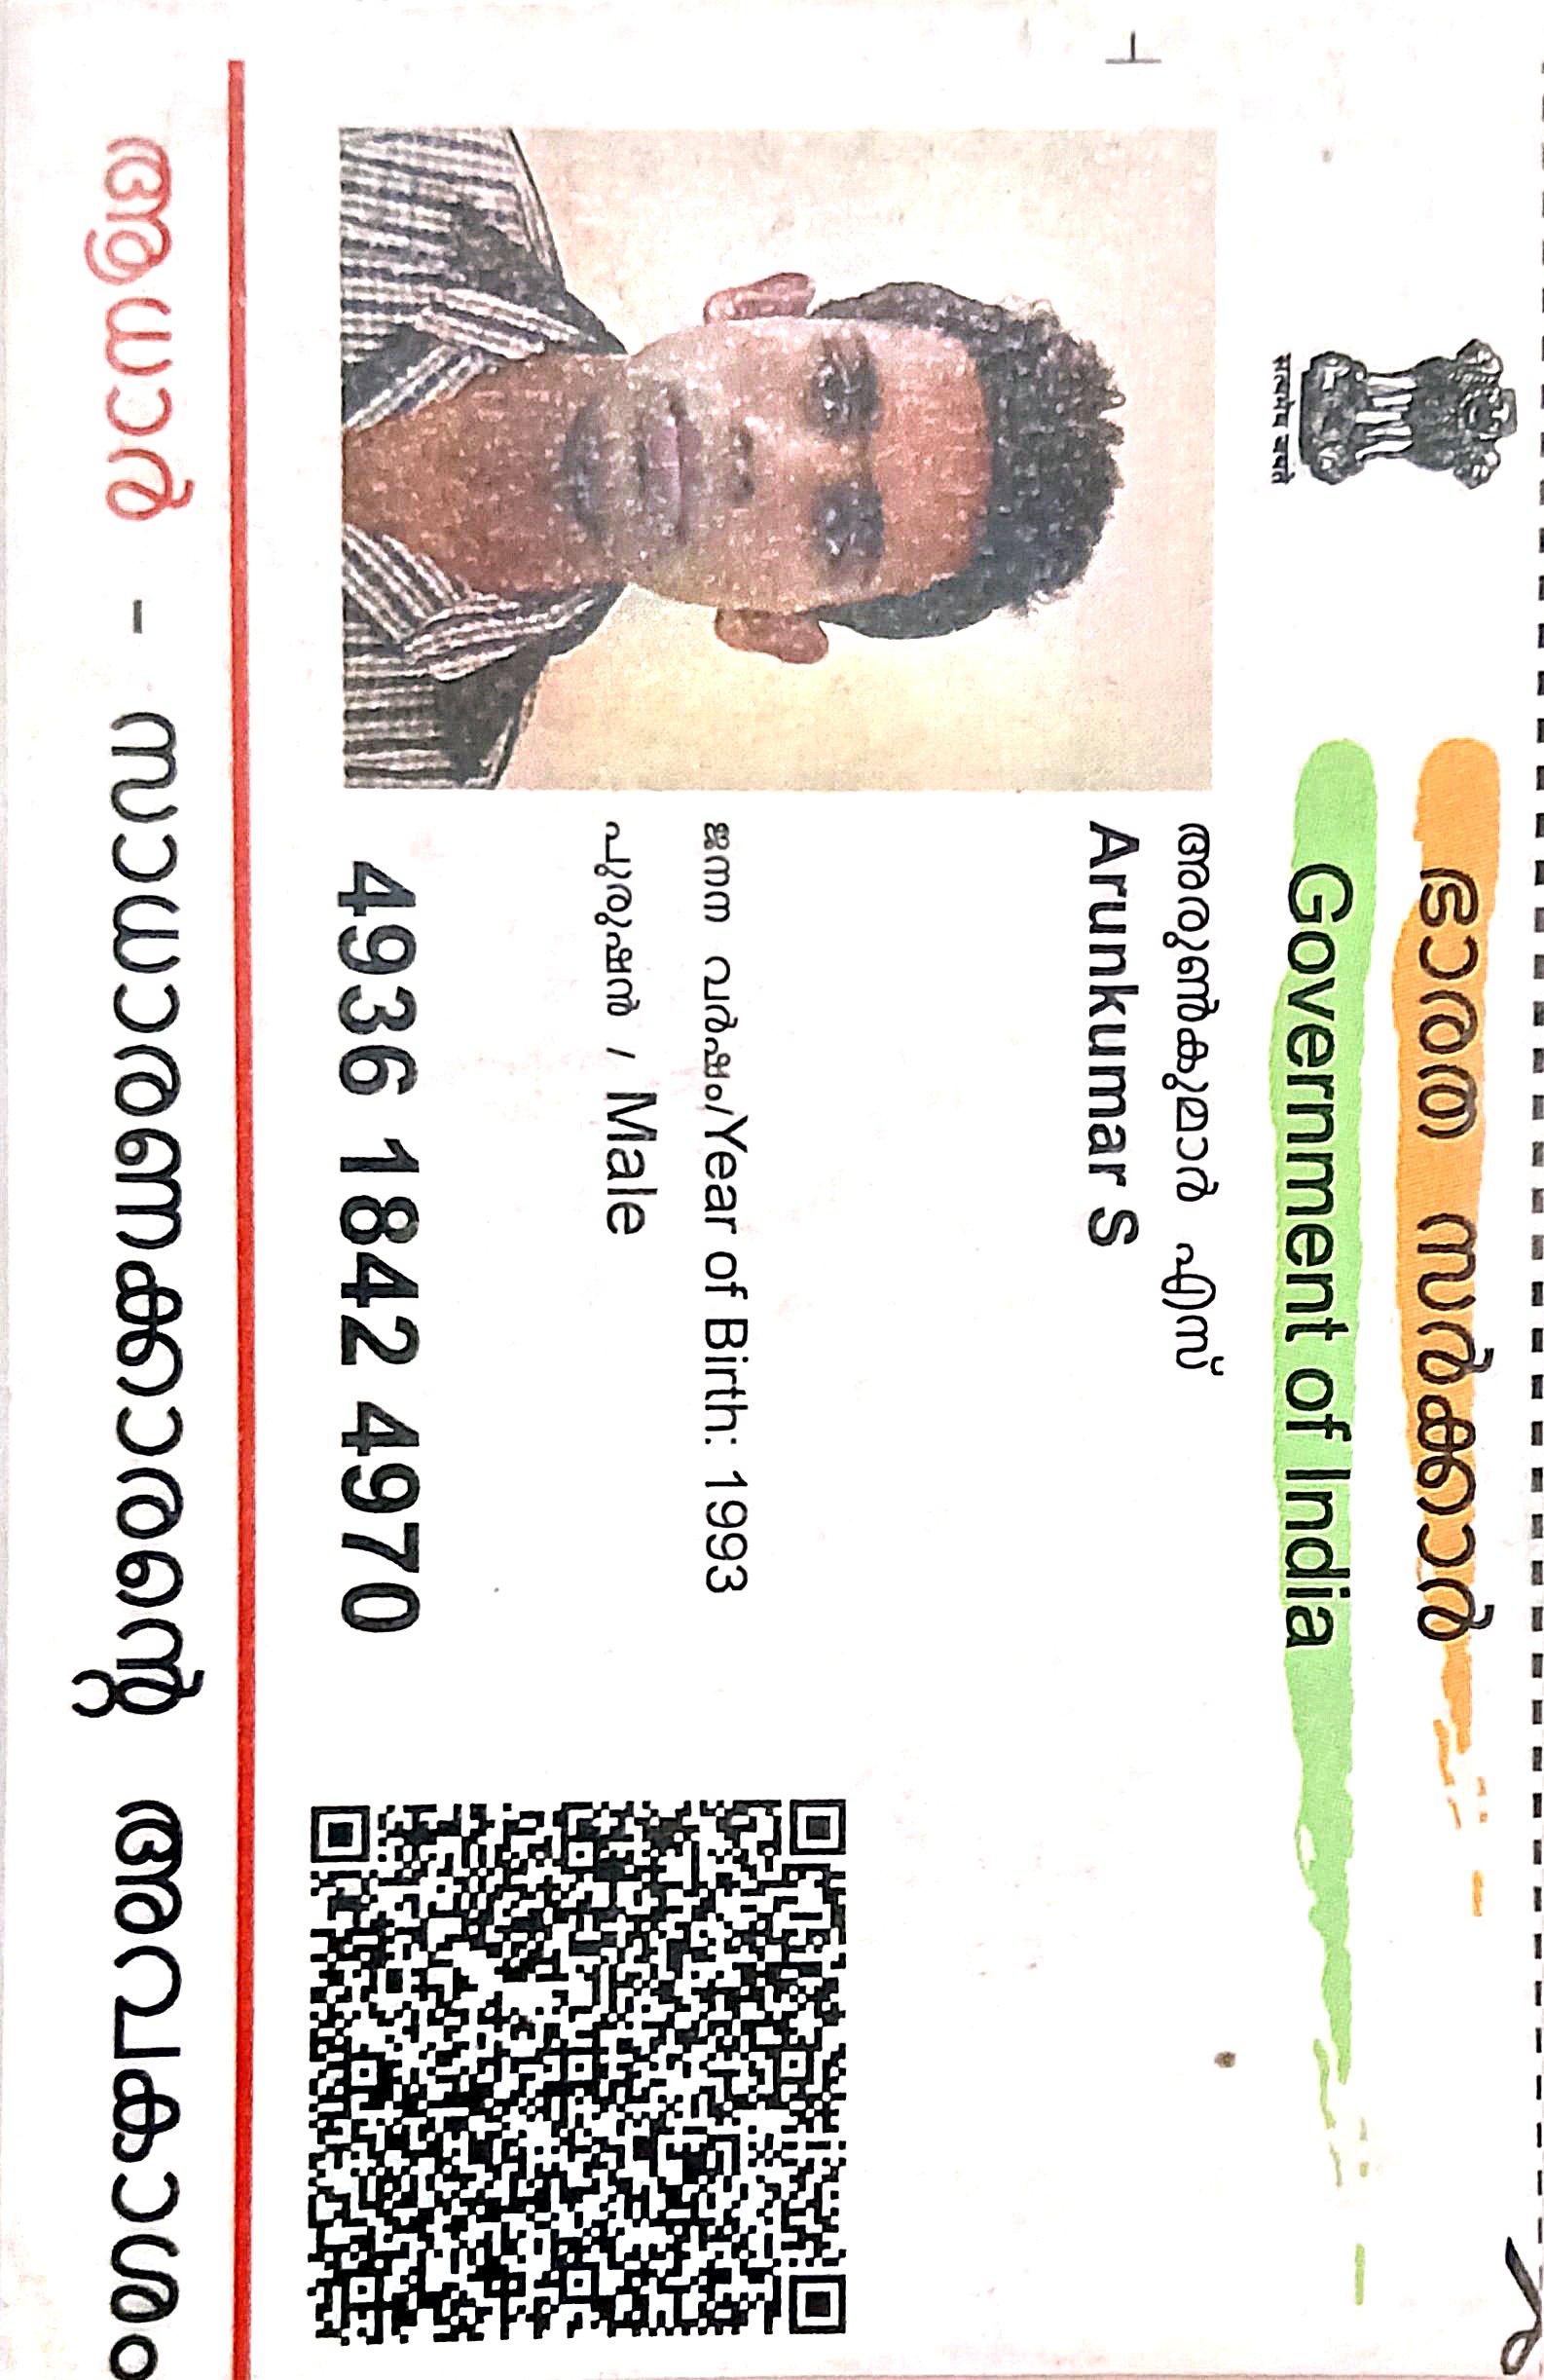 ഭാരത സർക്കാർ
Government of India
सत्यमेव जयते
അരുൺകുമാർ എസ്
Arunkumar S
ജനന വർഷം/Year of Birth: 1993
പുരുഷൻ / Male
4936 1842 4970
ആധാർ - സാധാരണക്കാരന്റെ അവകാശം